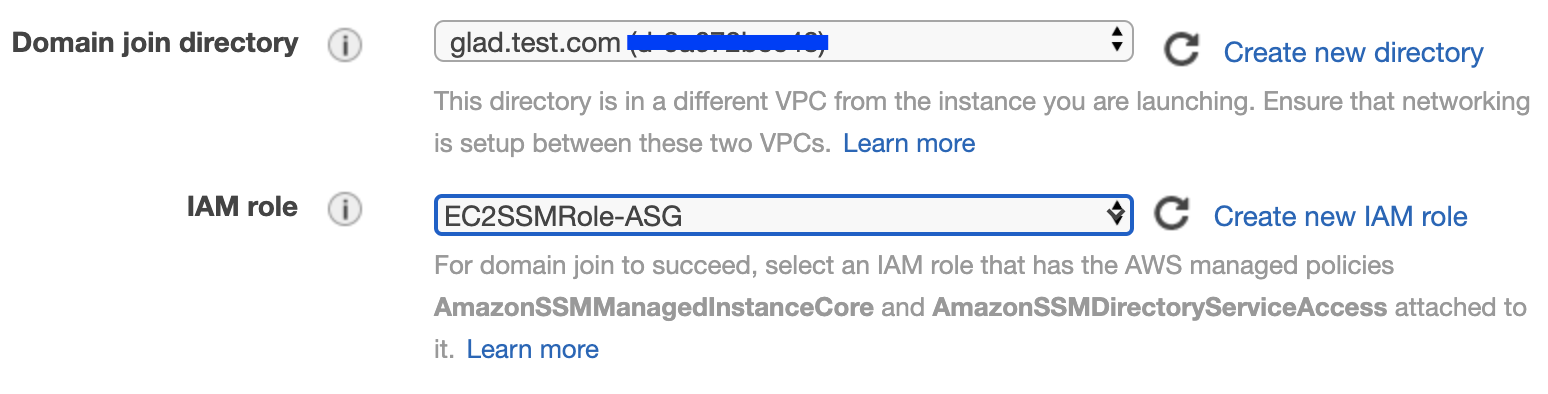 Domain join directory
glad.test.com
Create new directory
This directory is in a different VPC from the instance you are launching. Ensure that networking
is setup between these two VPCs. Learn more
IAM role
EC2SSMRole-ASG
Create new IAM role
For domain join to succeed, select an IAM role that has the AWS managed policies
AmazonSSMManagedInstanceCore and AmazonSSMDirectoryServiceAccess attached to
it. Learn more